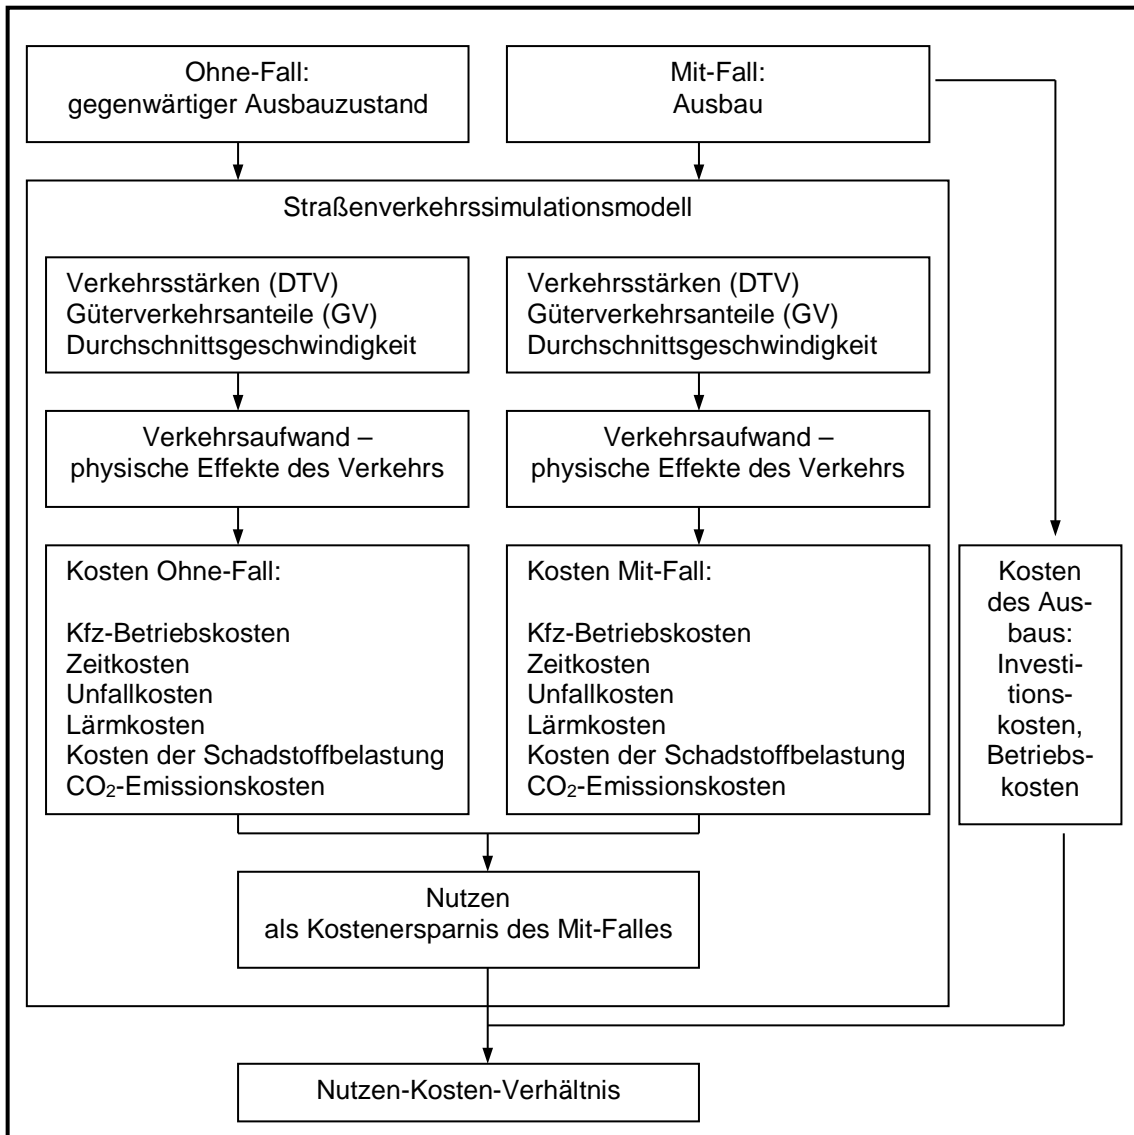 Ohne-Fall:
gegenwärtiger Ausbauzustand
Mit-Fall:
Ausbau
Straßenverkehrssimulationsmodell
Verkehrsstärken (DTV)
Güterverkehrsanteile (GV)
Durchschnittsgeschwindigkeit
Verkehrsstärken (DTV)
Güterverkehrsanteile (GV)
Durchschnittsgeschwindigkeit
Verkehrsaufwand –
physische Effekte des Verkehrs
Verkehrsaufwand –
physische Effekte des Verkehrs
Kosten Ohne-Fall:
Kfz-Betriebskosten
Zeitkosten
Unfallkosten
Lärmkosten
Kosten der Schadstoffbelastung
CO₂-Emissionskosten
Kosten Mit-Fall:
Kfz-Betriebskosten
Zeitkosten
Unfallkosten
Lärmkosten
Kosten der Schadstoffbelastung
CO₂-Emissionskosten
Kosten
des Aus-
baus:
Investi-
tions-
kosten,
Betriebs-
kosten
Nutzen
als Kostenersparnis des Mit-Falles
Nutzen-Kosten-Verhältnis